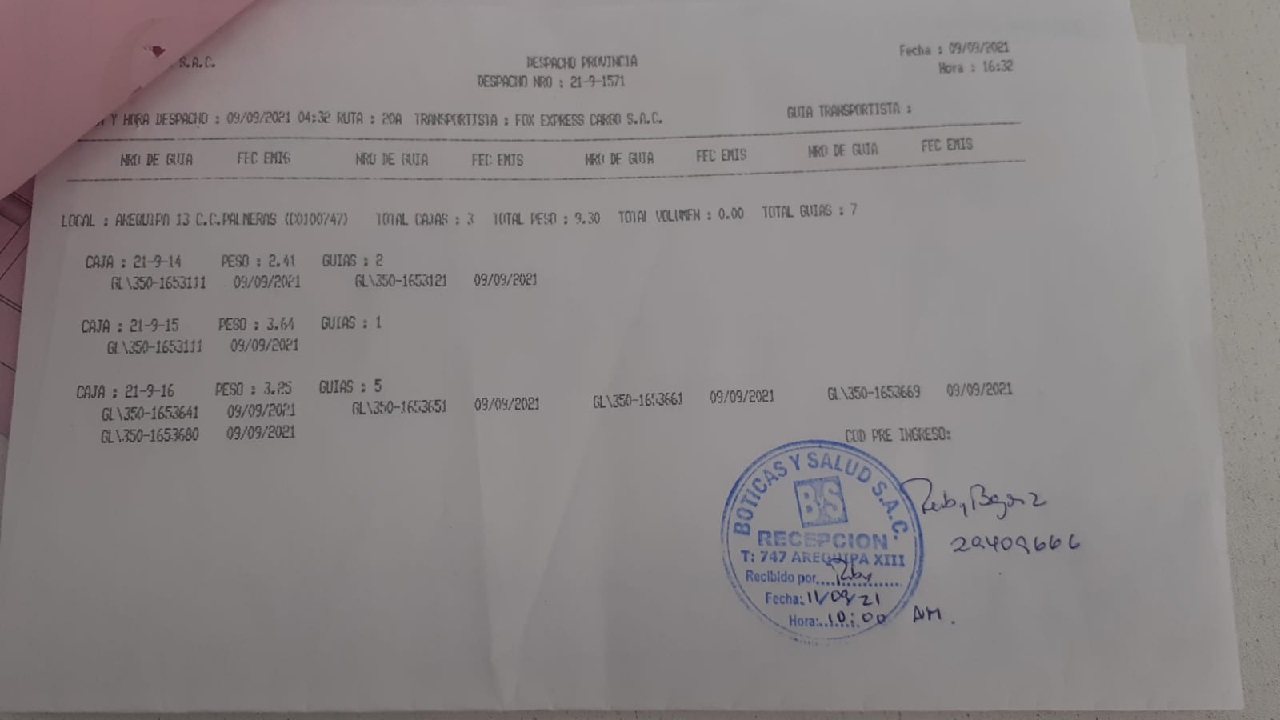 S.A.C.
DESPACHO PROVINCIA
DESPACHO NRO : 21-9-1571
Fecha : 09/09/2021
Hora : 16:32
Y HORA DESPACHO : 09/09/2021 04:32 RUTA : 20A TRANSPORTISTA : FOX EXPRESS CARGO S.A.C. GUIA TRANSPORTISTA :
NRO DE GUIA FEC EMIS NRO DE GUIA FEC EMIS NRO DE GUIA FEC EMIS NRO DE GUIA FEC EMIS
LOCAL : AREQUIPA 13 C.C.PALMERAS (C0100747) TOTAL CAJAS : 3 TOTAL PESO : 9.30 TOTAl VOLUMEN : 0.00 TOTAL GUIAS : 7
CAJA : 21-9-14 PESO : 2.41 GUIAS : 2
GL\350-1653111 09/09/2021 GL\350-1653121 09/09/2021
CAJA : 21-9-15 PESO : 3.64 GUIAS : 1
GL\350-1653111 09/09/2021
CAJA : 21-9-16 PESO : 3.25 GUIAS : 5
GL\350-1653641 09/09/2021 GL\350-1653651 09/09/2021 GL\350-1653661 09/09/2021 GL\350-1653669 09/09/2021
GL\350-1653680 09/09/2021
COD PRE INGRESO:
BOTICAS Y SALUD S.A.C.
BS
RECEPCION
T: 747 AREQUIPA XIII
Recibido por Ruby
Fecha: 11/09/21
Hora: 10:00 AM.
Ruby
29409666